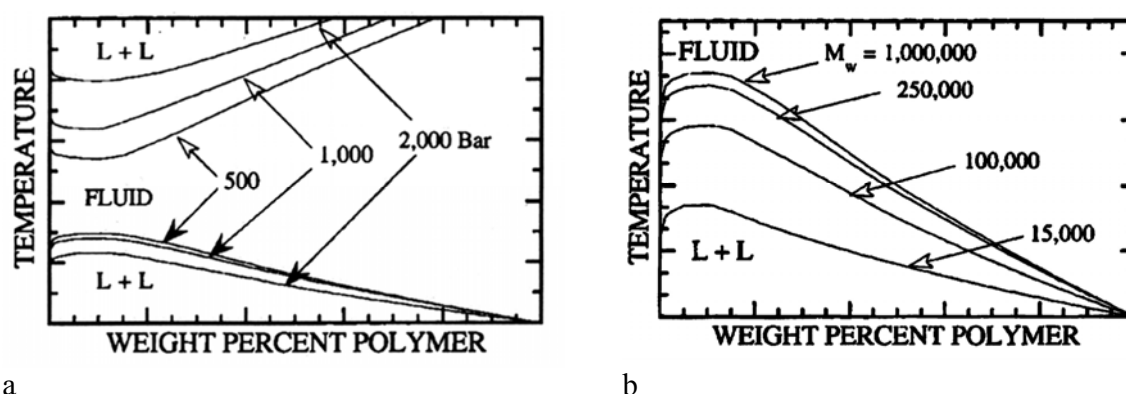 L + L
2,000 Bar
1,000
500
FLUID
L + L
TEMPERATURE
WEIGHT PERCENT POLYMER
a
FLUID
M_w = 1,000,000
250,000
100,000
15,000
L + L
TEMPERATURE
WEIGHT PERCENT POLYMER
b